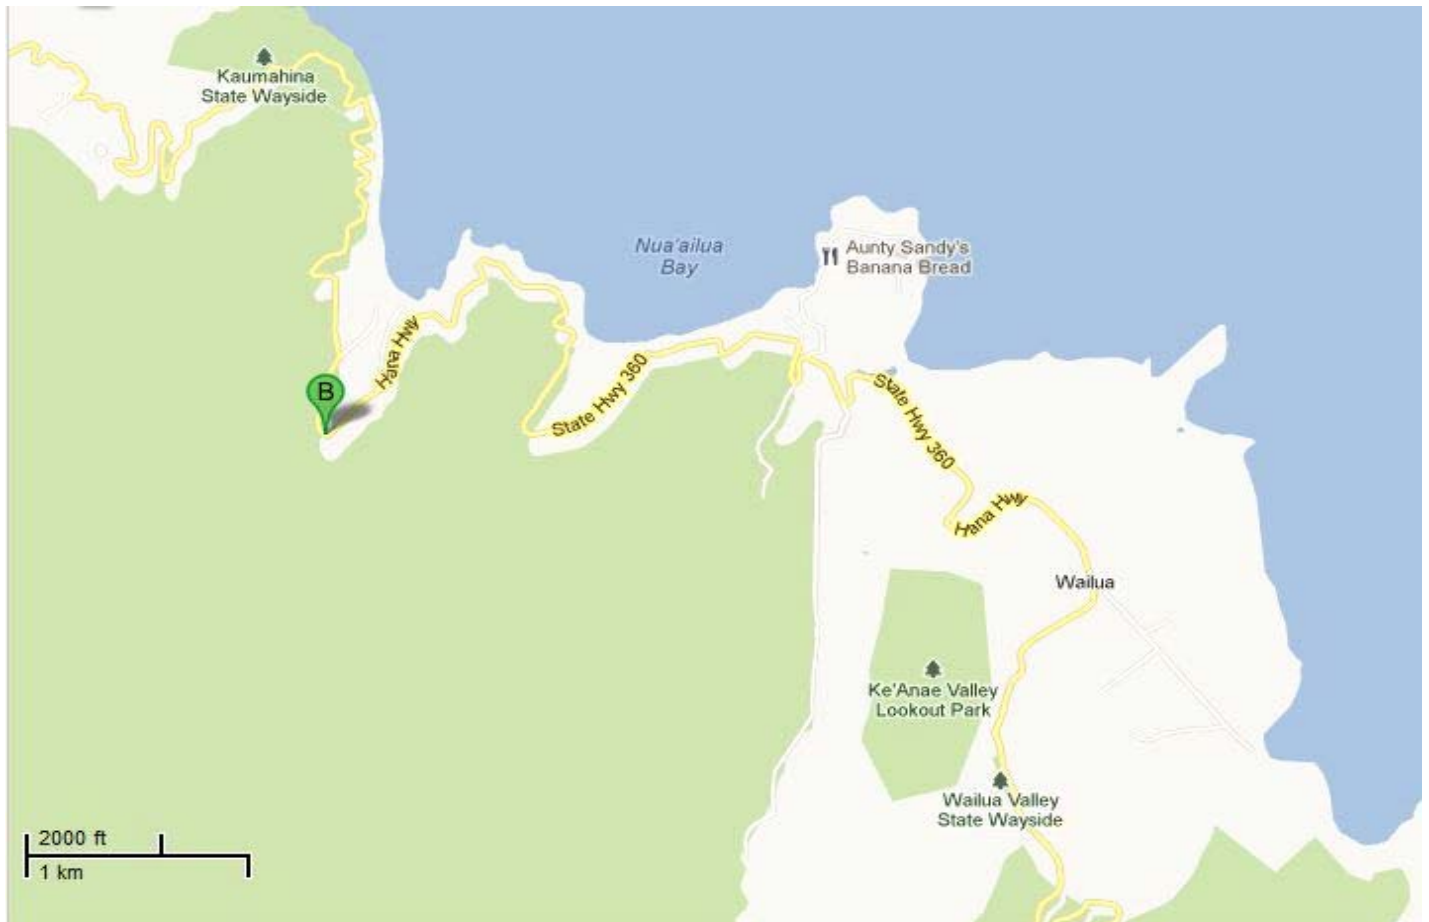 Kaumahina
State Wayside
Nua'ailua
Bay
Aunty Sandy's
Banana Bread
Hana Hwy
B
State Hwy 360
State Hwy 360
Hana Hwy
Wailua
Ke'Anae Valley
Lookout Park
Wailua Valley
State Wayside
2000 ft
1 km